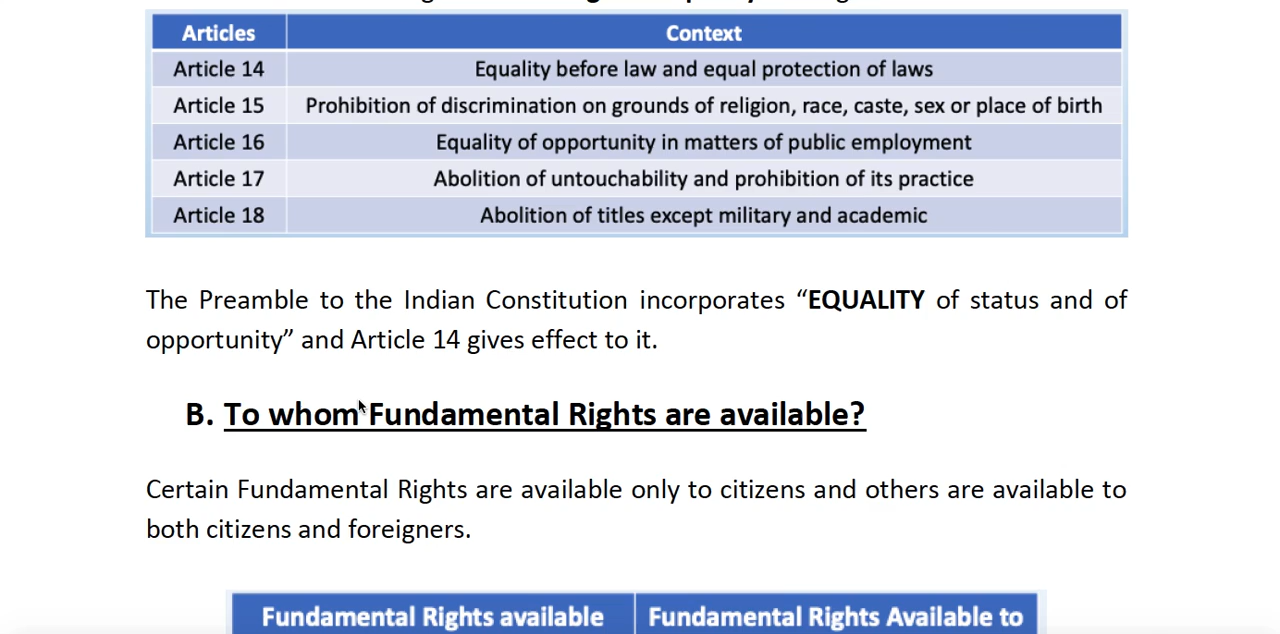 Articles Context
Article 14 Equality before law and equal protection of laws
Article 15 Prohibition of discrimination on grounds of religion, race, caste, sex or place of birth
Article 16 Equality of opportunity in matters of public employment
Article 17 Abolition of untouchability and prohibition of its practice
Article 18 Abolition of titles except military and academic
The Preamble to the Indian Constitution incorporates “EQUALITY of status and of
opportunity” and Article 14 gives effect to it.
B. To whom Fundamental Rights are available?
Certain Fundamental Rights are available only to citizens and others are available to
both citizens and foreigners.
Fundamental Rights available Fundamental Rights Available to